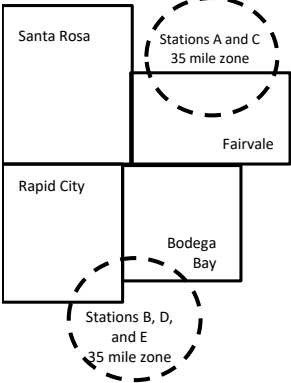 Santa Rosa
Stations A and C
35 mile zone
Fairvale
Rapid City
Bodega
Bay
Stations B, D,
and E
35 mile zone